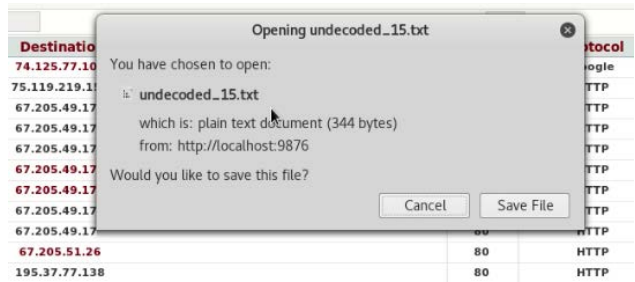 Opening undecoded_15.txt
Destinatio
tocol
74.125.77.10
ogle
You have chosen to open:
75.119.219.1
TTP
undecoded_15.txt
67.205.49.17
TTP
which is: plain text document (344 bytes)
67.205.49.17
TTP
from: http://localhost:9876
67.205.49.17
TTP
Would you like to save this file?
67.205.49.17
TTP
67.205.49.17
TTP
Cancel Save File
67.205.49.17
TTP
67.205.49.17 80 HTTP
67.205.51.26 80 HTTP
195.37.77.138 80 HTTP